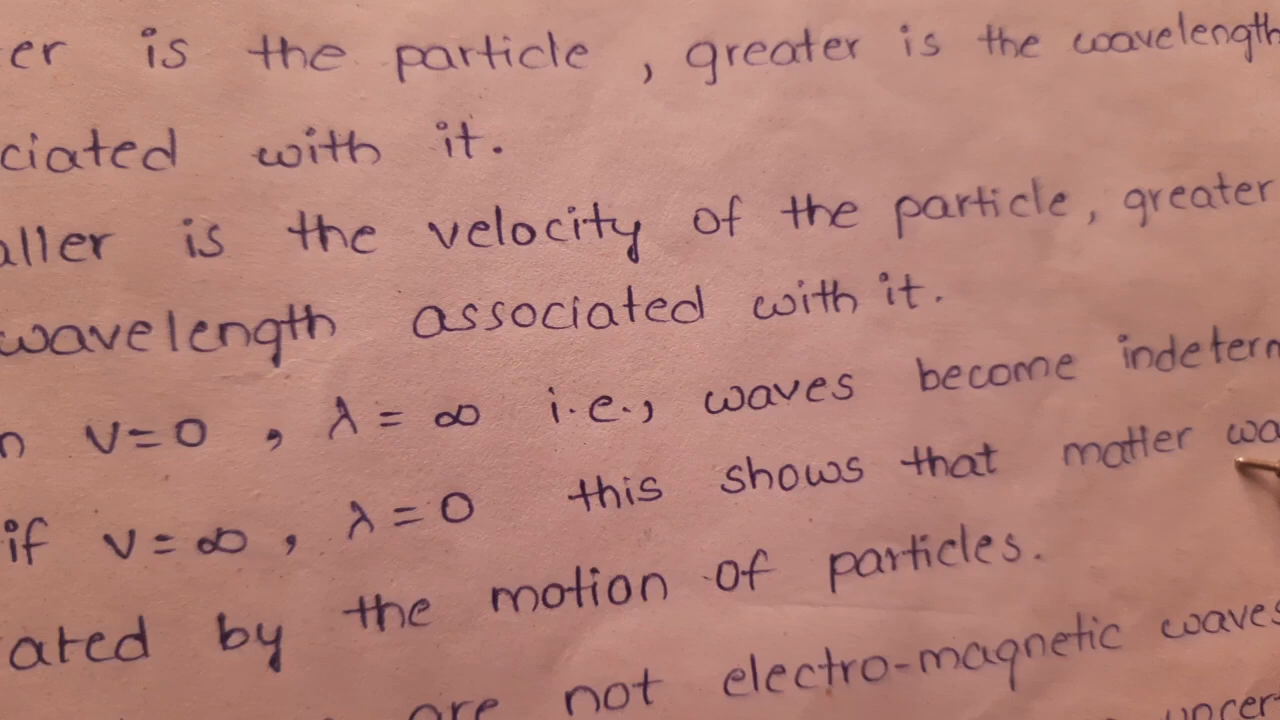 er is the particle, greater is the wavelength
ciated with it.
aller is the velocity of the particle, greater
wavelength associated with it.
n v=0, λ = ∞ i.e., waves become indeterm
if v=∞, λ=0 this shows that matter wa
ated by the motion of particles.
are not electro-magnetic waves
uncer